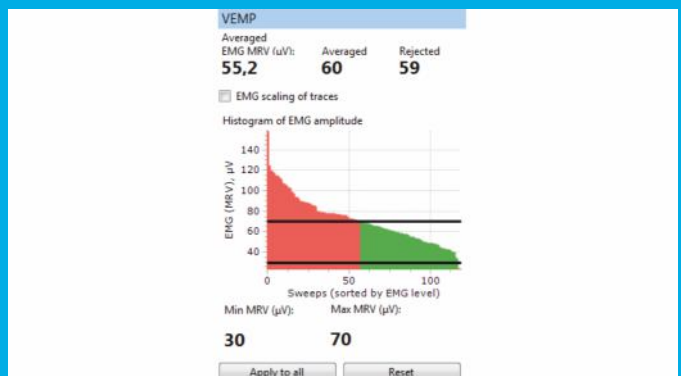 VEMP
Averaged
EMG MRV (µV): Averaged Rejected
55,2 60 59
EMG scaling of traces
Histogram of EMG amplitude
140
120
100
80
60
40
EMG (MRV), µV
0 50 100
Sweeps (sorted by EMG level)
Min MRV (µV): Max MRV (µV):
30 70
Apply to all Reset